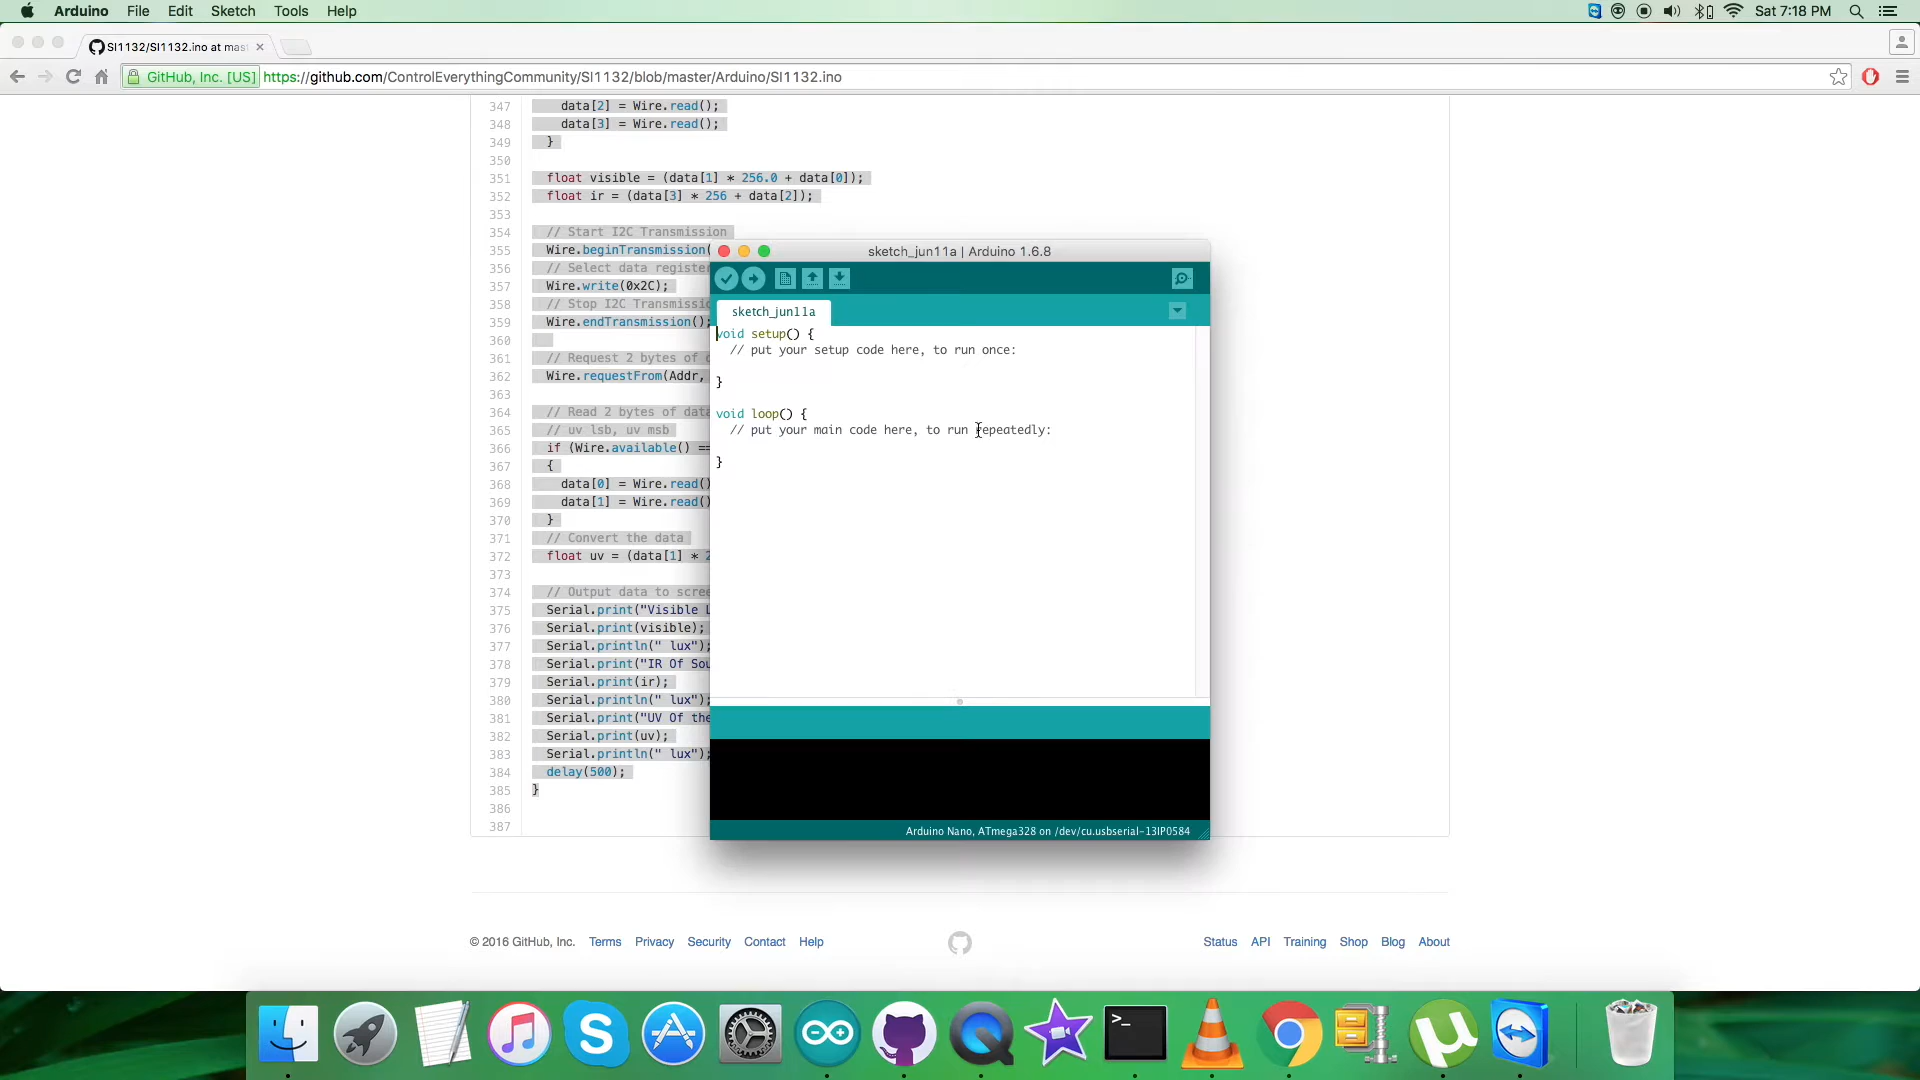 Arduino File Edit Sketch Tools Help Sat 7:18 PM
SI1132/SI1132.ino at mas
GitHub, Inc. [US] https://github.com/ControlEverythingCommunity/SI1132/blob/master/Arduino/SI1132.ino
347 data[2] = Wire.read();
348 data[3] = Wire.read();
349 }
350
351 float visible = (data[1] * 256.0 + data[0]);
352 float ir = (data[3] * 256 + data[2]);
353
354 // Start I2C Transmission
355 Wire.beginTransmission(
356 // Select data register
357 Wire.write(0x2C);
358 // Stop I2C Transmissio
359 Wire.endTransmission();
360
361 // Request 2 bytes of d
362 Wire.requestFrom(Addr,
363
364 // Read 2 bytes of data
365 // uv lsb, uv msb
366 if (Wire.available() ==
367 {
368 data[0] = Wire.read()
369 data[1] = Wire.read()
370 }
371 // Convert the data
372 float uv = (data[1] * 2
373
374 // Output data to scree
375 Serial.print("Visible L
376 Serial.print(visible);
377 Serial.println(" lux");
378 Serial.print("IR Of Sou
379 Serial.print(ir);
380 Serial.println(" lux");
381 Serial.print("UV Of the
382 Serial.print(uv);
383 Serial.println(" lux");
384 delay(500);
385 }
386
387
sketch_jun11a | Arduino 1.6.8
sketch_jun11a
void setup() {
// put your setup code here, to run once:
}
void loop() {
// put your main code here, to run repeatedly:
}
Arduino Nano, ATmega328 on /dev/cu.usbserial-13IP0584
© 2016 GitHub, Inc. Terms Privacy Security Contact Help Status API Training Shop Blog About